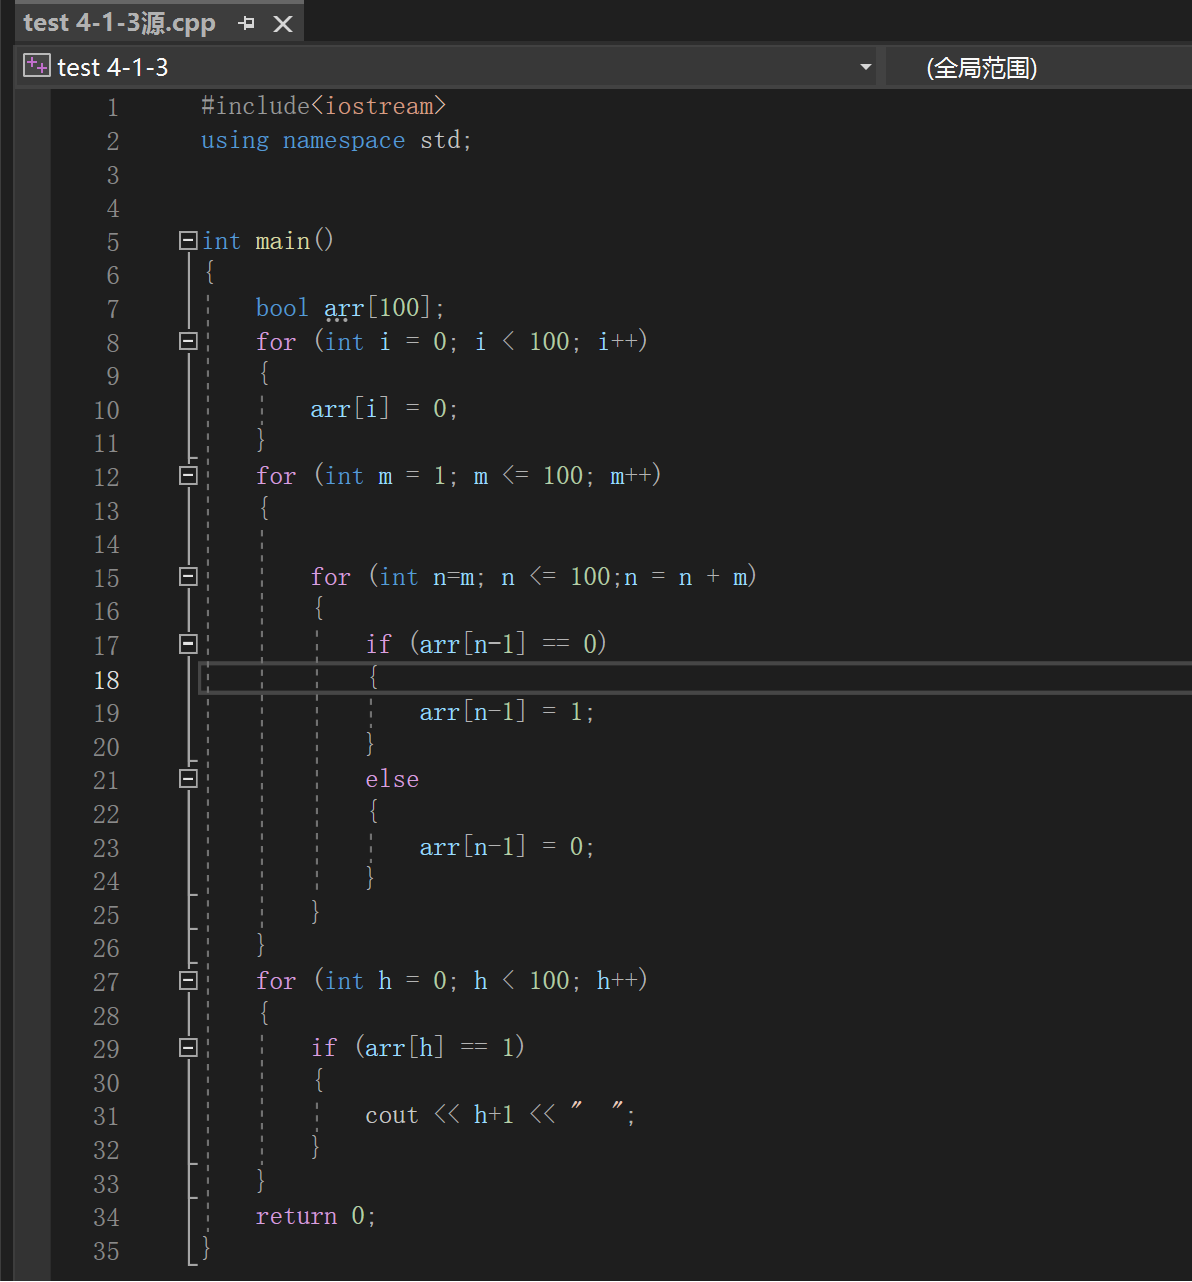 test 4-1-3源.cpp
test 4-1-3
(全局范围)
1 #include<iostream>
2 using namespace std;
3
4
5 int main()
6 {
7 bool arr[100];
8 for (int i = 0; i < 100; i++)
9 {
10 arr[i] = 0;
11 }
12 for (int m = 1; m <= 100; m++)
13 {
14
15 for (int n=m; n <= 100;n = n + m)
16 {
17 if (arr[n-1] == 0)
18 {
19 arr[n-1] = 1;
20 }
21 else
22 {
23 arr[n-1] = 0;
24 }
25 }
26 }
27 for (int h = 0; h < 100; h++)
28 {
29 if (arr[h] == 1)
30 {
31 cout << h+1 << "  ";
32 }
33 }
34 return 0;
35 }